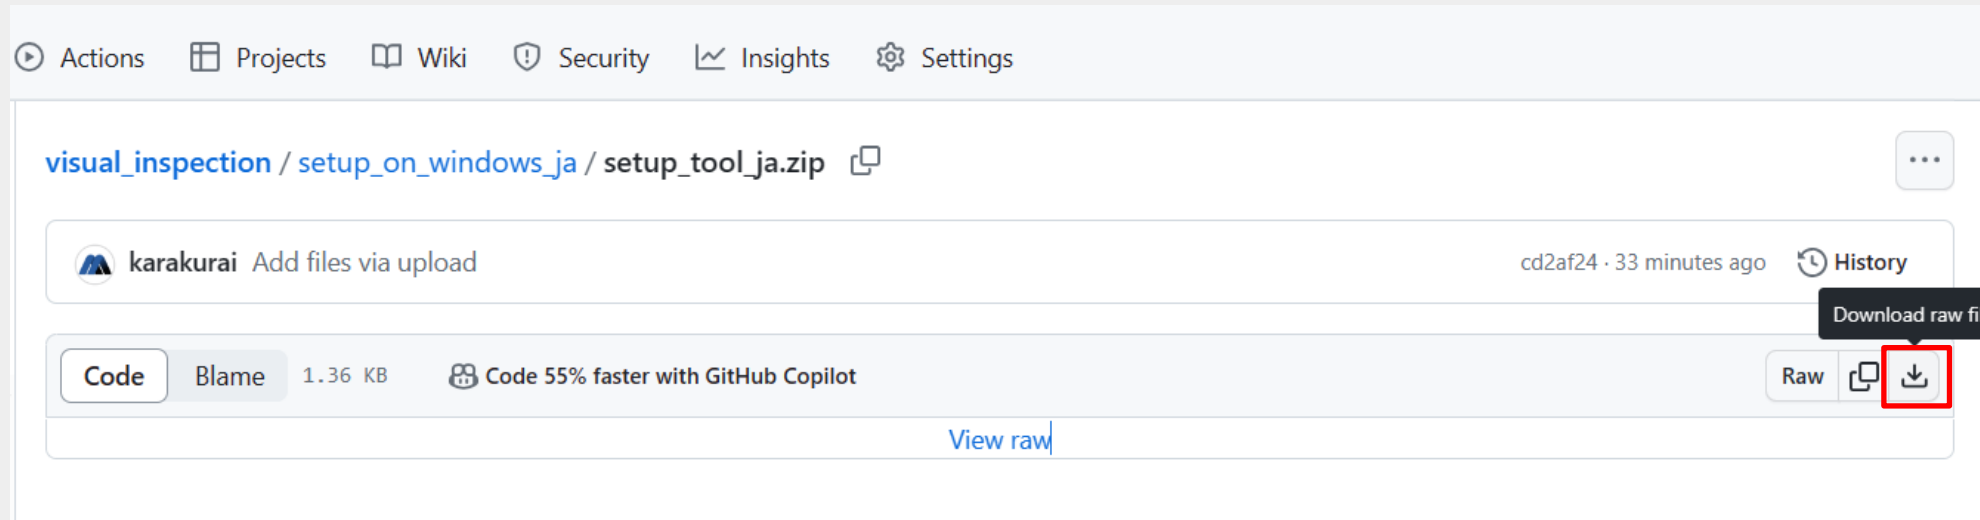 Actions Projects Wiki Security Insights Settings
visual_inspection / setup_on_windows_ja / setup_tool_ja.zip
...
karakurai Add files via upload cd2af24 · 33 minutes ago History
Download raw fi
Code Blame 1.36 KB Code 55% faster with GitHub Copilot Raw
View raw